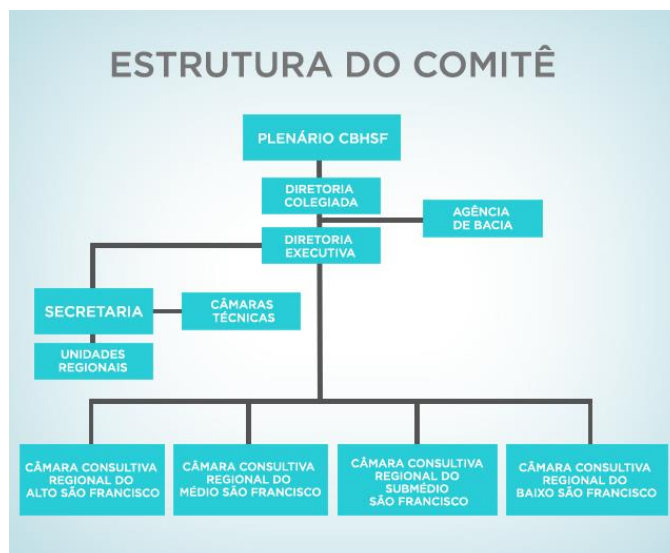 ESTRUTURA DO COMITÊ
PLENÁRIO CBHSF
DIRETORIA
COLEGIADA
AGÊNCIA
DE BACIA
DIRETORIA
EXECUTIVA
SECRETARIA
CÂMARAS
TÉCNICAS
UNIDADES
REGIONAIS
CÂMARA CONSULTIVA
REGIONAL DO
ALTO SÃO FRANCISCO
CÂMARA CONSULTIVA
REGIONAL DO
MÉDIO SÃO FRANCISCO
CÂMARA CONSULTIVA
REGIONAL DO
SUBMÉDIO
SÃO FRANCISCO
CÂMARA CONSULTIVA
REGIONAL DO
BAIXO SÃO FRANCISCO